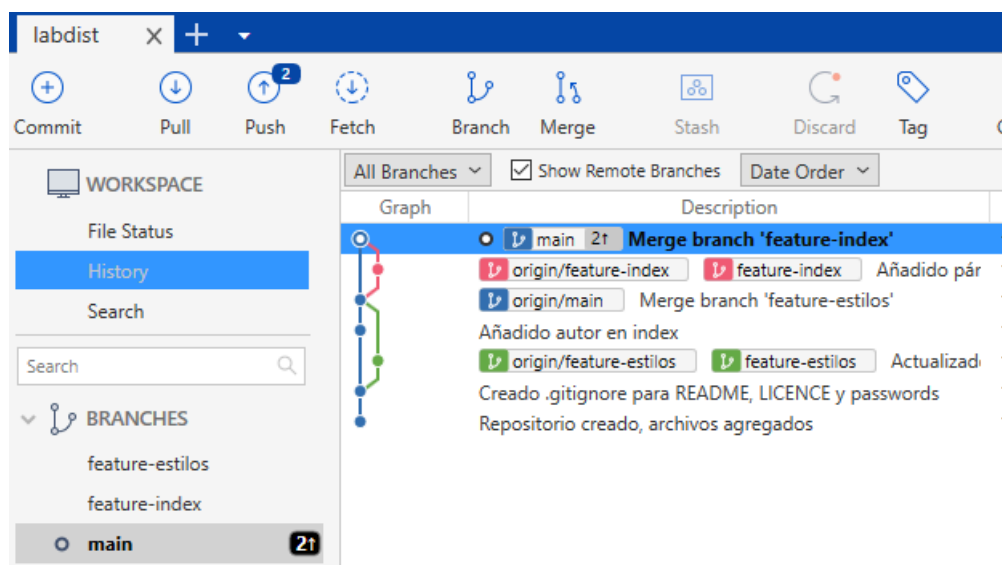 labdist
2
Commit Pull Push Fetch Branch Merge Stash Discard Tag
WORKSPACE
File Status
History
Search
Search
BRANCHES
feature-estilos
feature-index
main 2↑
All Branches Show Remote Branches Date Order
Graph Description
main 2↑ Merge branch 'feature-index'
origin/feature-index feature-index Añadido pár
origin/main Merge branch 'feature-estilos'
Añadido autor en index
origin/feature-estilos feature-estilos Actualizad
Creado .gitignore para README, LICENCE y passwords
Repositorio creado, archivos agregados